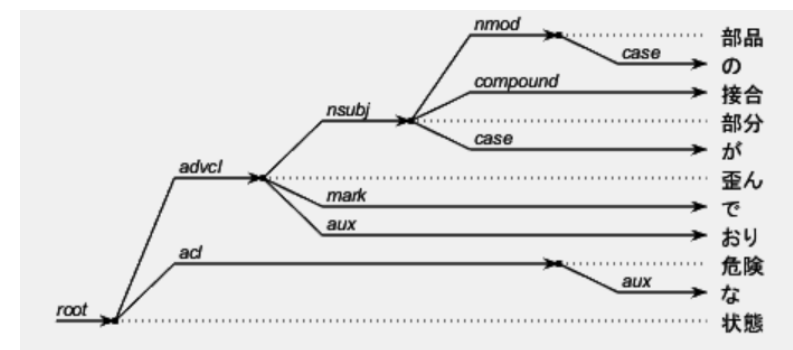 nmod 部品
case の
compound 接合
nsubj 部分
case が
advcl 歪ん
mark で
aux おり
acl 危険
aux な
root 状態